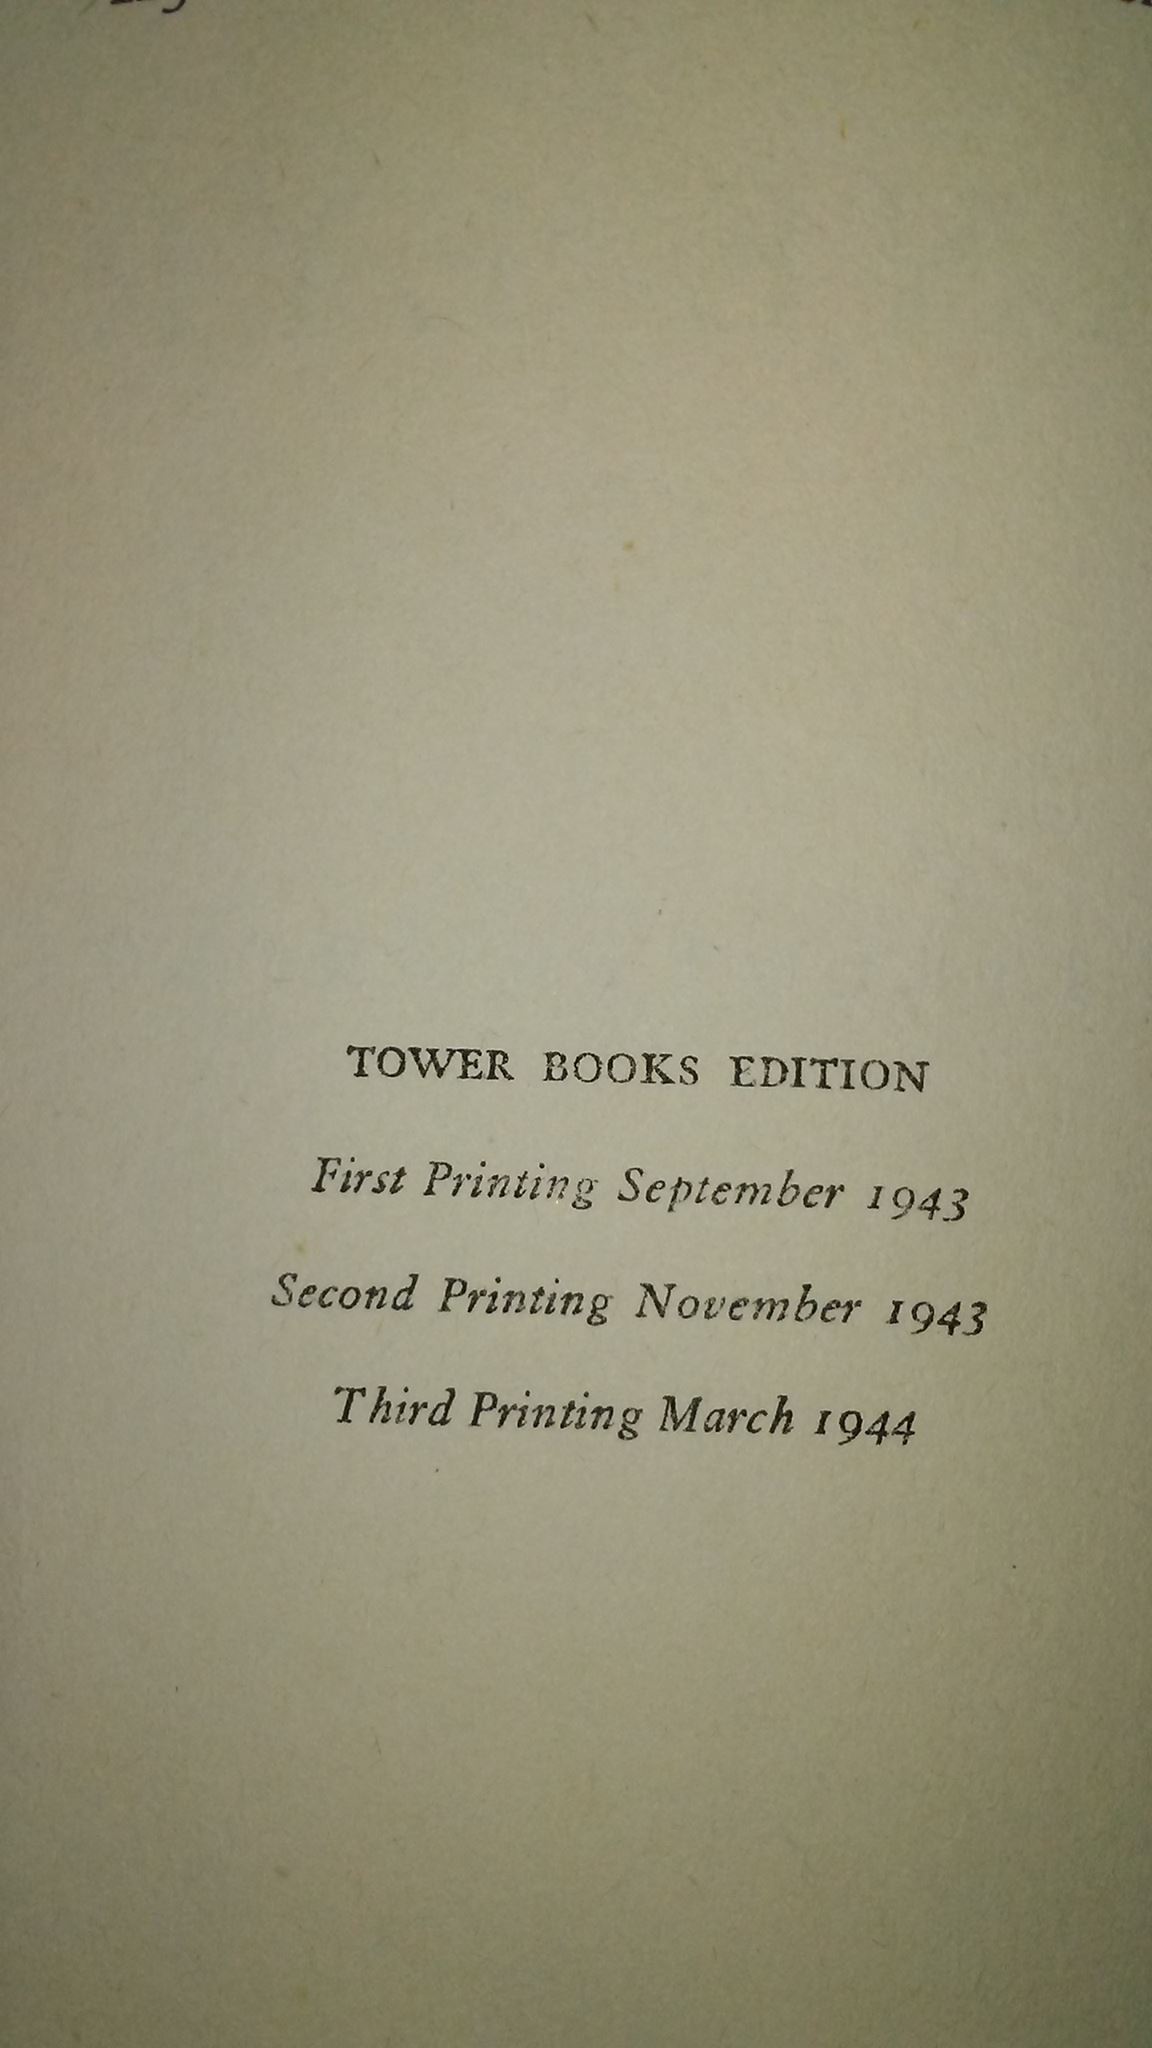 TOWER BOOKS EDITION
First Printing September 1943
Second Printing November 1943
Third Printing March 1944